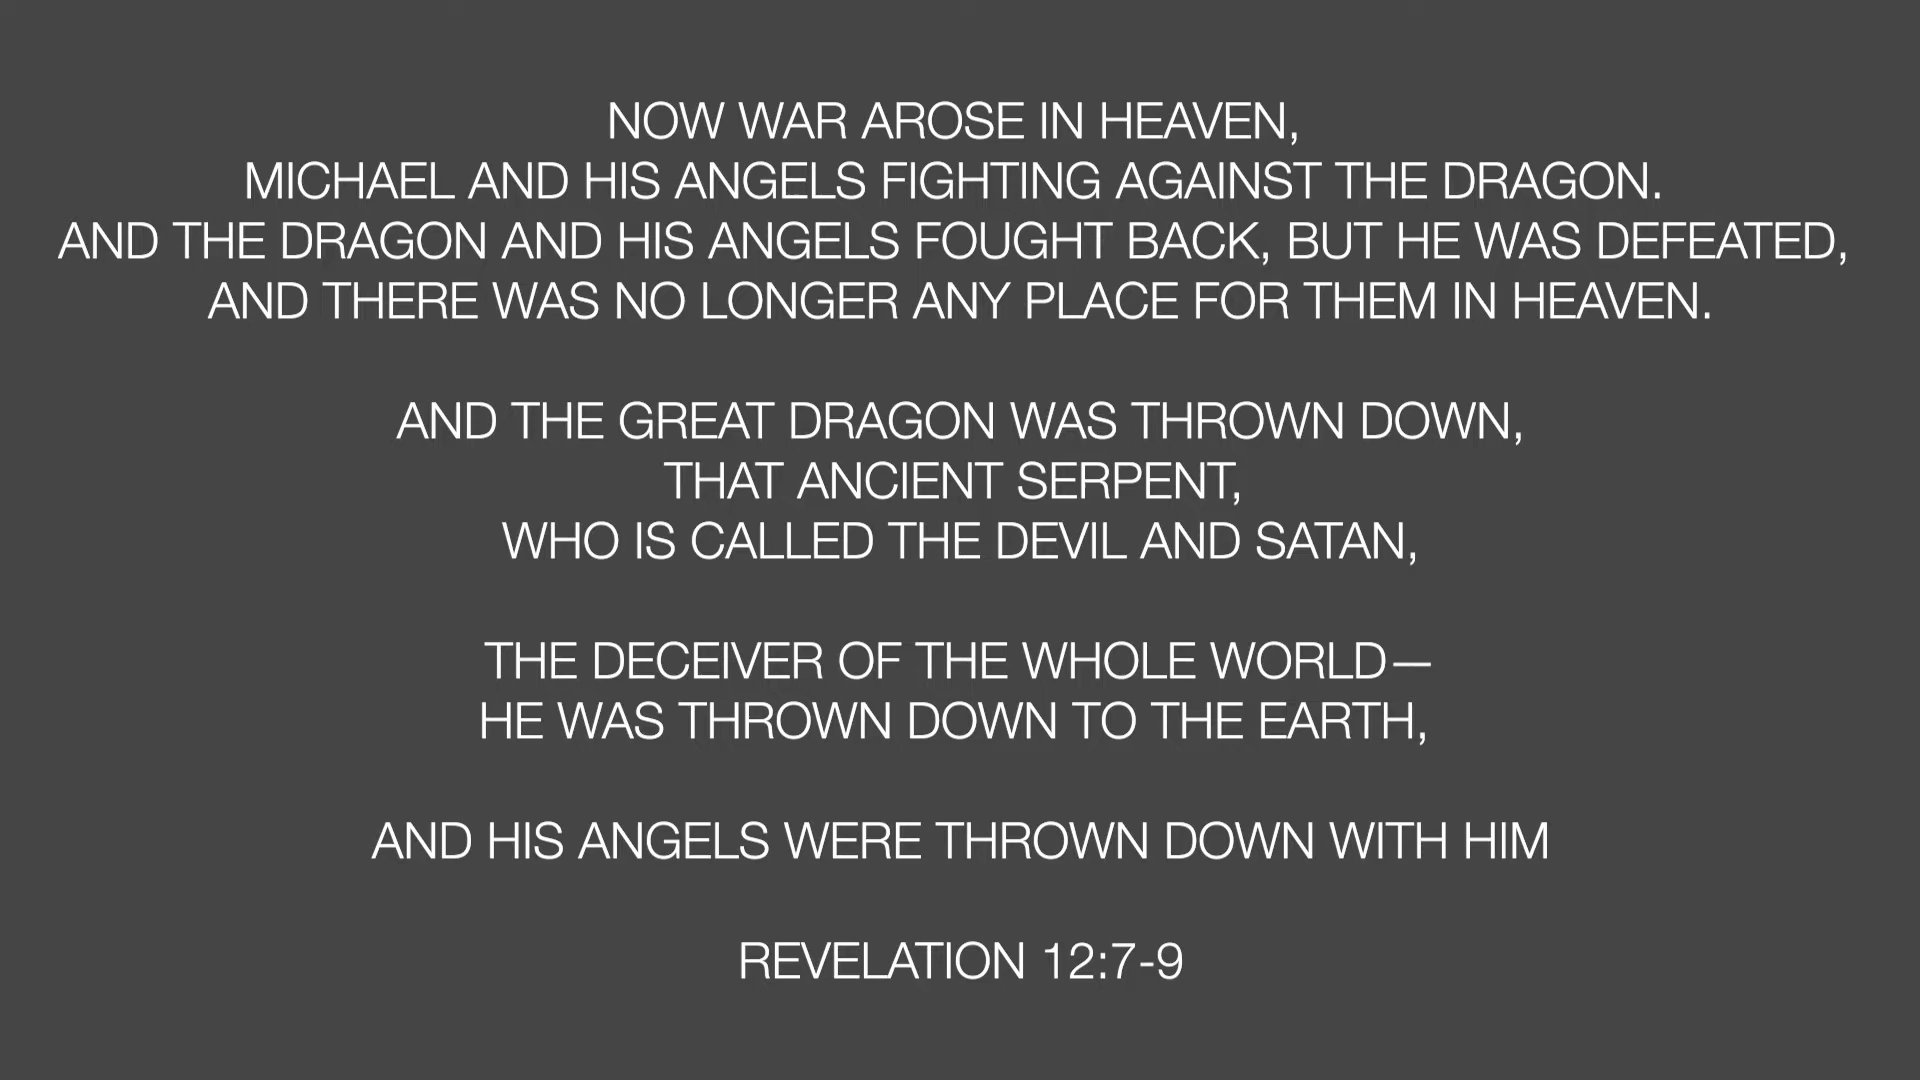 NOW WAR AROSE IN HEAVEN,
MICHAEL AND HIS ANGELS FIGHTING AGAINST THE DRAGON.
AND THE DRAGON AND HIS ANGELS FOUGHT BACK, BUT HE WAS DEFEATED,
AND THERE WAS NO LONGER ANY PLACE FOR THEM IN HEAVEN.
AND THE GREAT DRAGON WAS THROWN DOWN,
THAT ANCIENT SERPENT,
WHO IS CALLED THE DEVIL AND SATAN,
THE DECEIVER OF THE WHOLE WORLD—
HE WAS THROWN DOWN TO THE EARTH,
AND HIS ANGELS WERE THROWN DOWN WITH HIM
REVELATION 12:7-9